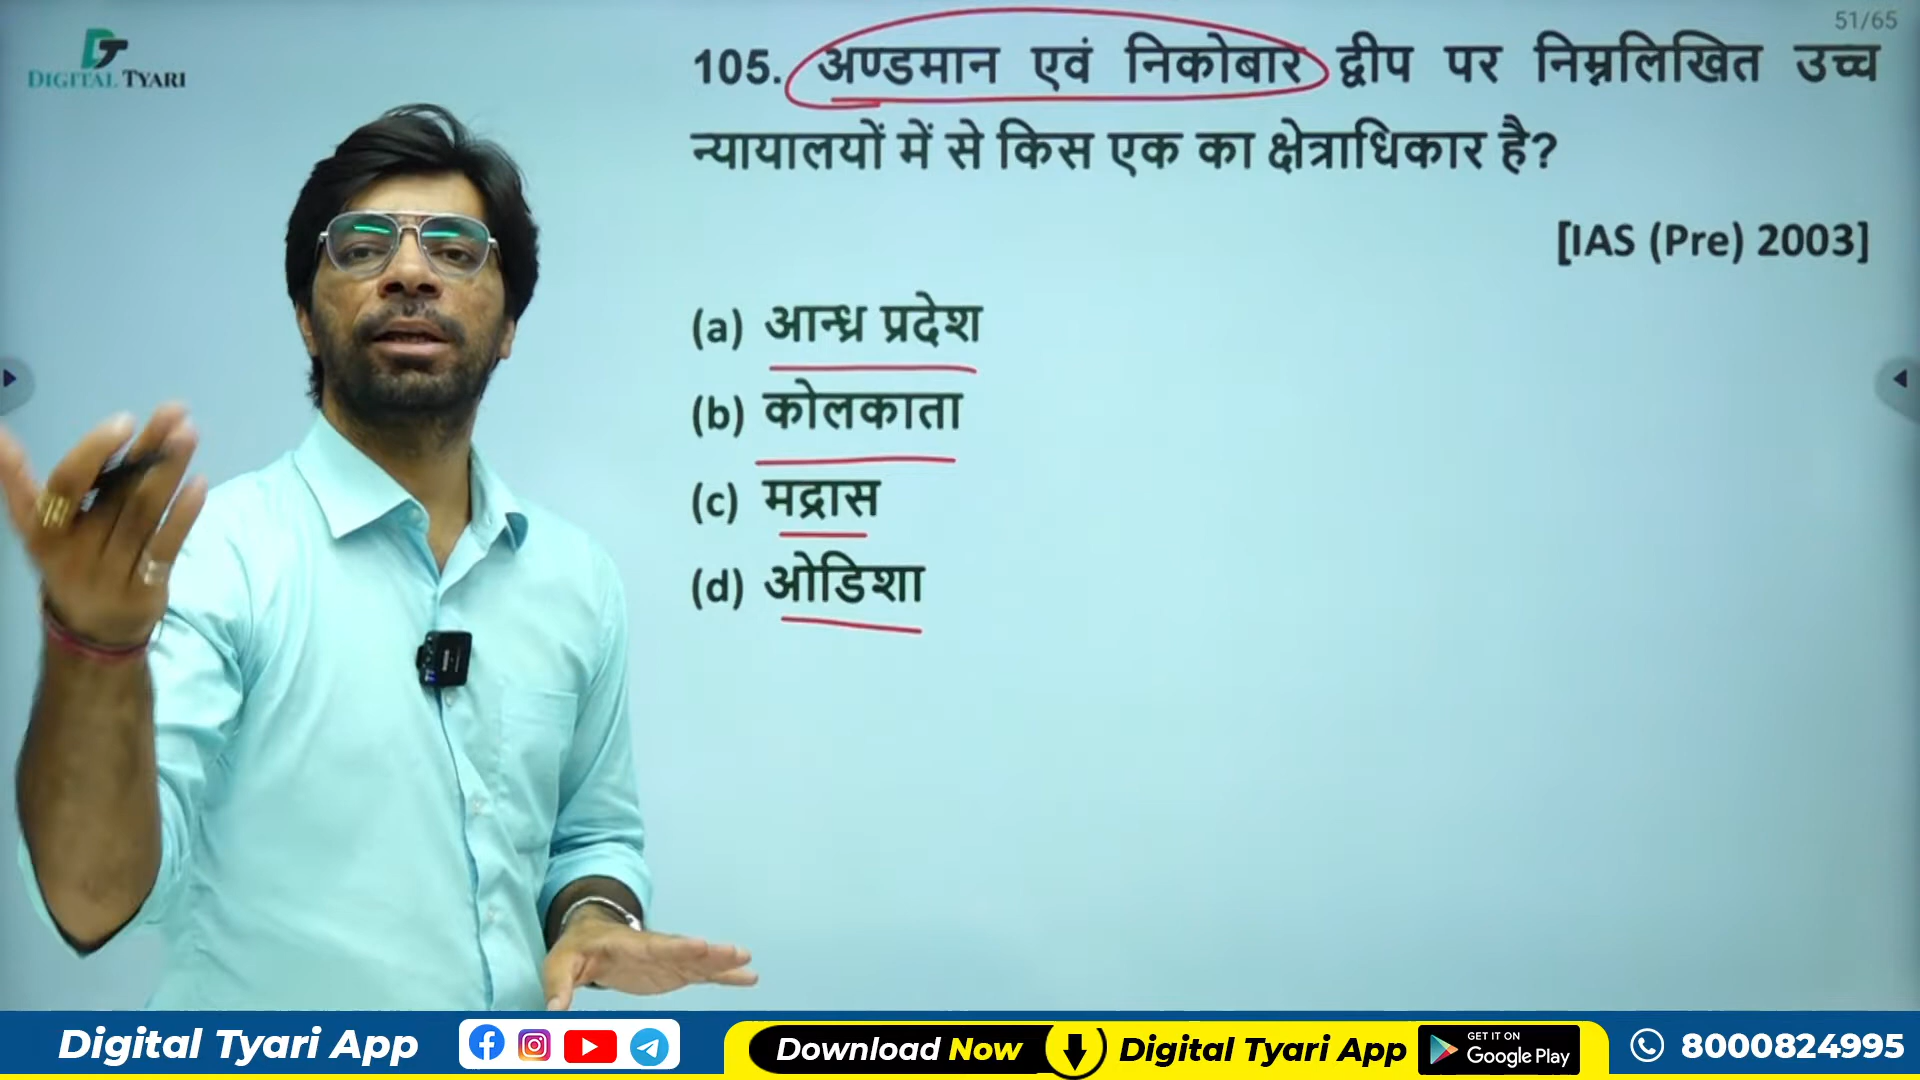 51/65
DIGITAL TYARI
105. अण्डमान एवं निकोबार द्वीप पर निम्नलिखित उच्च
न्यायालयों में से किस एक का क्षेत्राधिकार है?
[IAS (Pre) 2003]
(a) आन्ध्र प्रदेश
(b) कोलकाता
(c) मद्रास
(d) ओडिशा
Digital Tyari App
Download Now
Digital Tyari App
GET IT ON
Google Play
8000824995